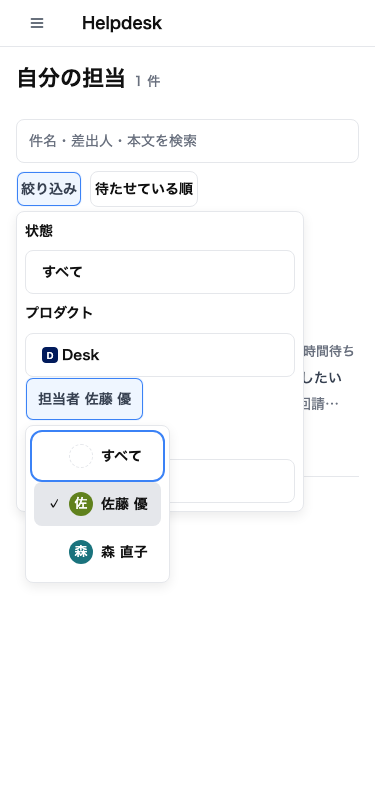 Helpdesk
自分の担当 1 件
件名・差出人・本文を検索
絞り込み 待たせている順
状態
すべて
プロダクト
D Desk
時間待ち
したい
担当者 佐藤 優
回請…
すべて
✓ 佐 佐藤 優
森 森 直子